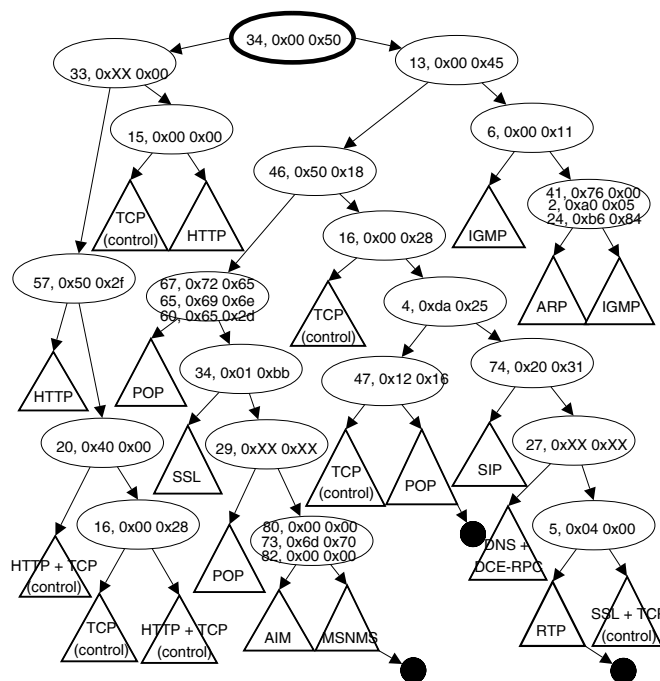 34, 0x00 0x50
33, 0xXX 0x00
13, 0x00 0x45
15, 0x00 0x00
6, 0x00 0x11
46, 0x50 0x18
41, 0x76 0x00
2, 0xa0 0x05
24, 0xb6 0x84
TCP
(control)
HTTP
16, 0x00 0x28
IGMP
57, 0x50 0x2f
67, 0x72 0x65
65, 0x69 0x6e
60, 0x65 0x2d
TCP
(control)
4, 0xda 0x25
ARP
IGMP
HTTP
POP
34, 0x01 0xbb
47, 0x12 0x16
74, 0x20 0x31
20, 0x40 0x00
SSL
29, 0xXX 0xXX
TCP
(control)
POP
SIP
27, 0xXX 0xXX
HTTP + TCP
(control)
16, 0x00 0x28
POP
80, 0x00 0x00
73, 0x6d 0x70
82, 0x00 0x00
DNS +
DCE-RPC
5, 0x04 0x00
TCP
(control)
HTTP + TCP
(control)
AIM
MSNMS
RTP
SSL + TCP
(control)